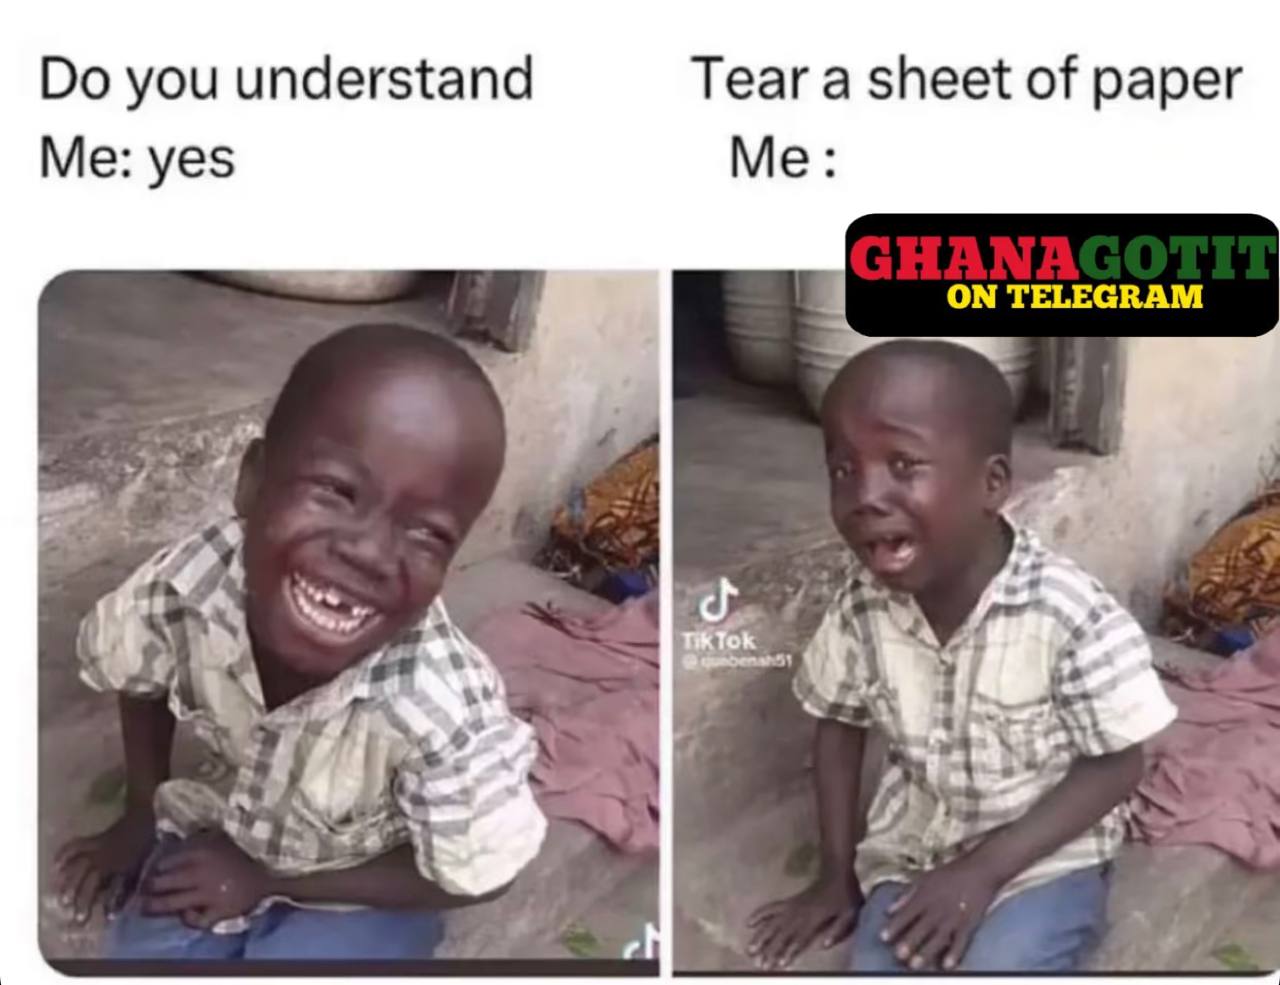 Do you understand
Me: yes
Tear a sheet of paper
Me :
GHANAGOTIT
ON TELEGRAM
TikTok